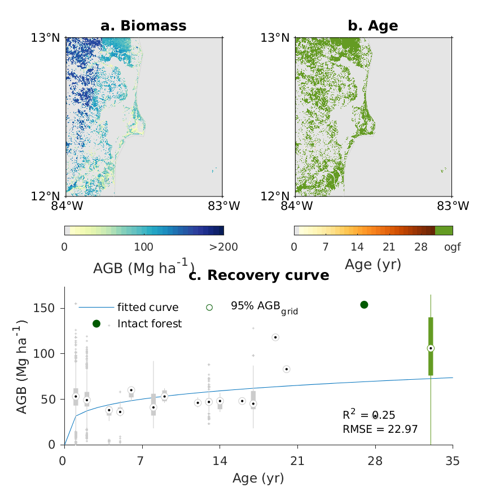 a. Biomass
b. Age
13°N
12°N
84°W 83°W
13°N
12°N
84°W 83°W
0 100 >200
AGB (Mg ha⁻¹)
0 7 14 21 28 ogf
Age (yr)
c. Recovery curve
AGB (Mg ha⁻¹)
150
100
50
0
fitted curve
Intact forest
95% AGB_grid
R² = 0.25
RMSE = 22.97
0 7 14 21 28 35
Age (yr)